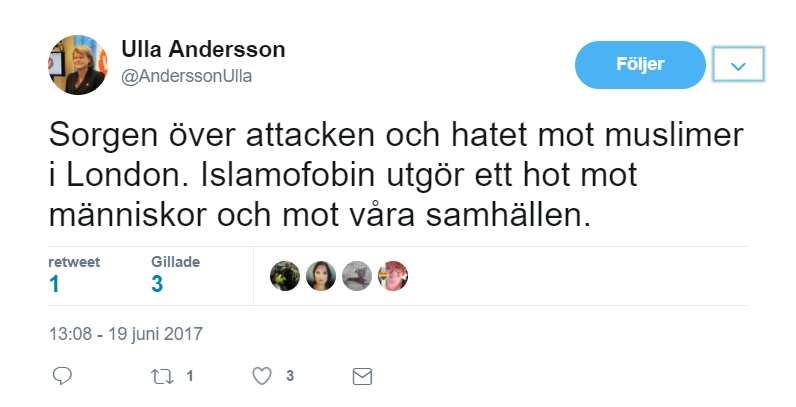 Ulla Andersson
@AnderssonUlla
Följer
Sorgen över attacken och hatet mot muslimer
i London. Islamofobin utgör ett hot mot
människor och mot våra samhällen.
retweet Gillade
1 3
13:08 - 19 juni 2017
1 3